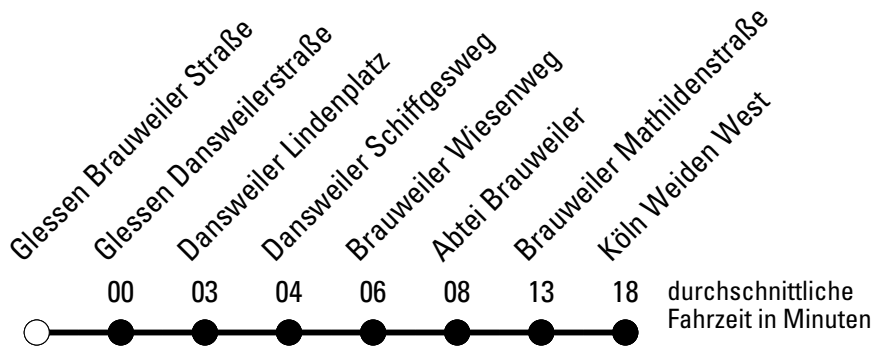 Glessen Brauweiler Straße
Glessen Dansweilerstraße
Dansweiler Lindenplatz
Dansweiler Schiffgesweg
Brauweiler Wiesenweg
Abtei Brauweiler
Brauweiler Mathildenstraße
Köln Weiden West
00 03 04 06 08 13 18 durchschnittliche
Fahrzeit in Minuten